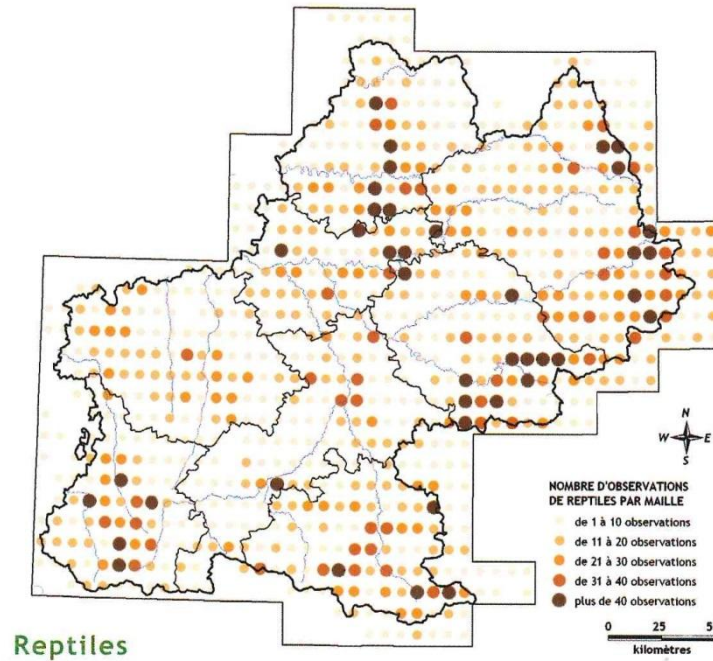 N
W E
S
NOMBRE D'OBSERVATIONS
DE REPTILES PAR MAILLE
de 1 à 10 observations
de 11 à 20 observations
de 21 à 30 observations
de 31 à 40 observations
plus de 40 observations
0 25
kilomètres
Reptiles